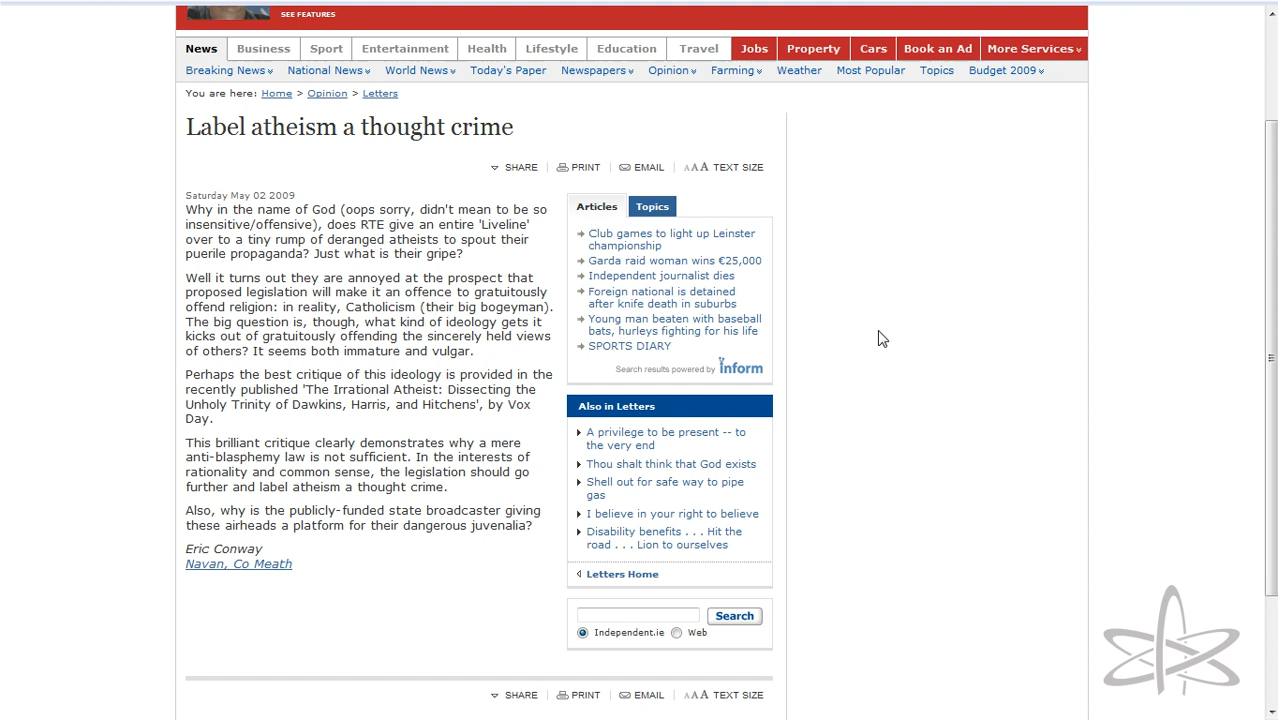 SEE FEATURES
News Business Sport Entertainment Health Lifestyle Education Travel Jobs Property Cars Book an Ad More Services
Breaking News National News World News Today's Paper Newspapers Opinion Farming Weather Most Popular Topics Budget 2009
You are here: Home > Opinion > Letters
Label atheism a thought crime
SHARE PRINT EMAIL AAA TEXT SIZE
Saturday May 02 2009
Why in the name of God (oops sorry, didn't mean to be so
insensitive/offensive), does RTE give an entire 'Liveline'
over to a tiny rump of deranged atheists to spout their
puerile propaganda? Just what is their gripe?
Well it turns out they are annoyed at the prospect that
proposed legislation will make it an offence to gratuitously
offend religion: in reality, Catholicism (their big bogeyman).
The big question is, though, what kind of ideology gets it
kicks out of gratuitously offending the sincerely held views
of others? It seems both immature and vulgar.
Perhaps the best critique of this ideology is provided in the
recently published 'The Irrational Atheist: Dissecting the
Unholy Trinity of Dawkins, Harris, and Hitchens', by Vox
Day.
This brilliant critique clearly demonstrates why a mere
anti-blasphemy law is not sufficient. In the interests of
rationality and common sense, the legislation should go
further and label atheism a thought crime.
Also, why is the publicly-funded state broadcaster giving
these airheads a platform for their dangerous juvenalia?
Eric Conway
Navan, Co Meath
Articles Topics
Club games to light up Leinster
championship
Garda raid woman wins €25,000
Independent journalist dies
Foreign national is detained
after knife death in suburbs
Young man beaten with baseball
bats, hurleys fighting for his life
SPORTS DIARY
Search results powered by inform
Also in Letters
A privilege to be present -- to
the very end
Thou shalt think that God exists
Shell out for safe way to pipe
gas
I believe in your right to believe
Disability benefits . . . Hit the
road . . . Lion to ourselves
Letters Home
Search
Independent.ie Web
SHARE PRINT EMAIL AAA TEXT SIZE